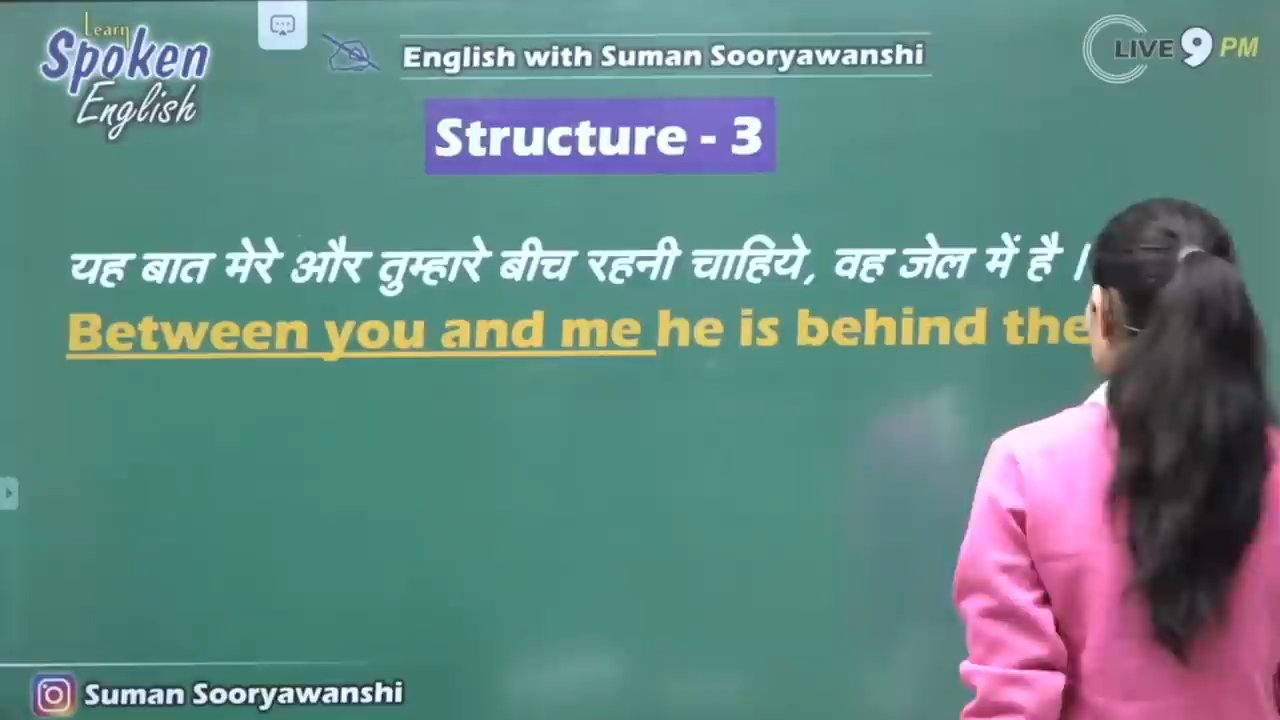 Learn
Spoken
English
English with Suman Sooryawanshi
LIVE 9 PM
Structure - 3
यह बात मेरे और तुम्हारे बीच रहनी चाहिये, वह जेल में है ।
Between you and me he is behind the
Suman Sooryawanshi